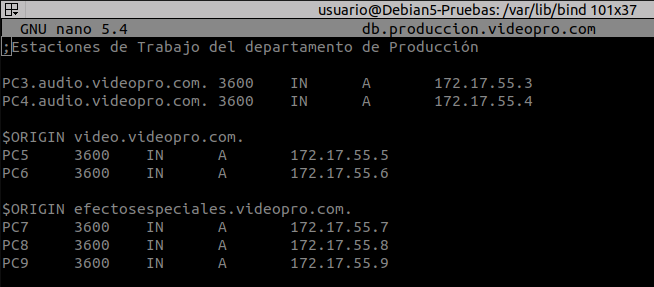 usuario@Debian5-Pruebas: /var/lib/bind 101x37
GNU nano 5.4 db.produccion.videopro.com
;Estaciones de Trabajo del departamento de Producción
PC3.audio.videopro.com. 3600 IN A 172.17.55.3
PC4.audio.videopro.com. 3600 IN A 172.17.55.4
$ORIGIN video.videopro.com.
PC5 3600 IN A 172.17.55.5
PC6 3600 IN A 172.17.55.6
$ORIGIN efectosespeciales.videopro.com.
PC7 3600 IN A 172.17.55.7
PC8 3600 IN A 172.17.55.8
PC9 3600 IN A 172.17.55.9